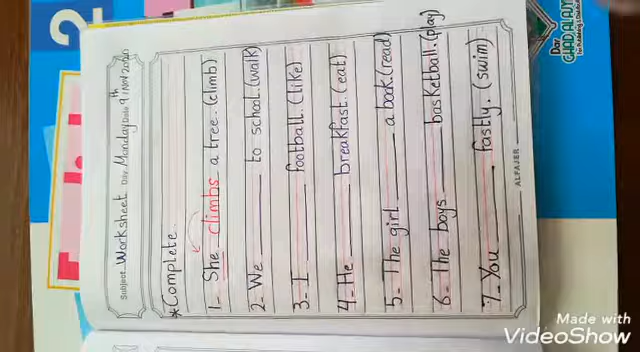 Subject Worksheet Day Monday Date 9th Nov 2020
*Complete
1- She climbs a tree. (climb)
2- We ______ to school. (walk)
3- I ______ football. (like)
4- He ______ breakfast. (eat)
5- The girl ______ a book. (read)
6- The boys ______ basketball. (play)
7- You ______ fastly. (swim)
ALFAJER
2
Dar
Made with
VideoShow